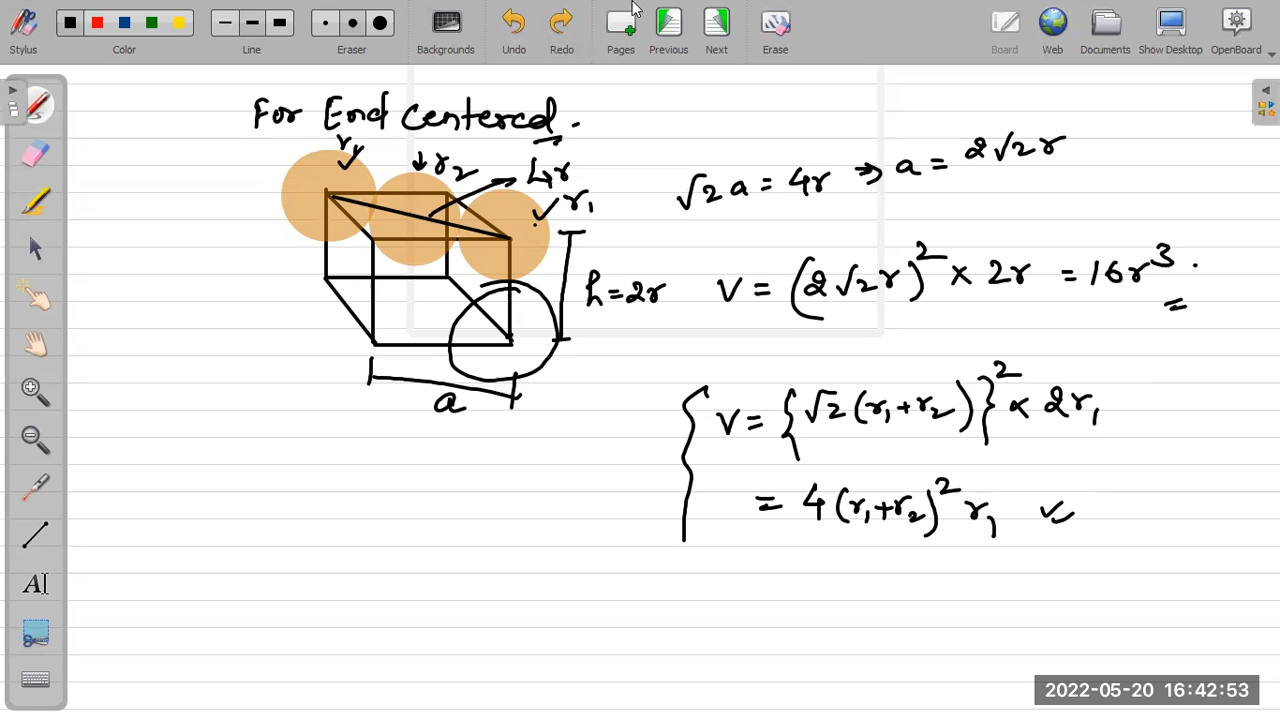 Stylus
Color
Line
Eraser
Backgrounds
Undo
Redo
Pages
Previous
Next
Erase
Board
Web
Documents
Show Desktop
OpenBoard
For End Centered.
r1
↓ r2
4r
r1
√2 a = 4r ⇒ a = 2√2 r
h = 2r
V = (2√2 r)² × 2r = 16r³.
a
V = {√2 (r1+r2)}² × 2r1
= 4(r1+r2)² r1
A
2022-05-20 16:42:53